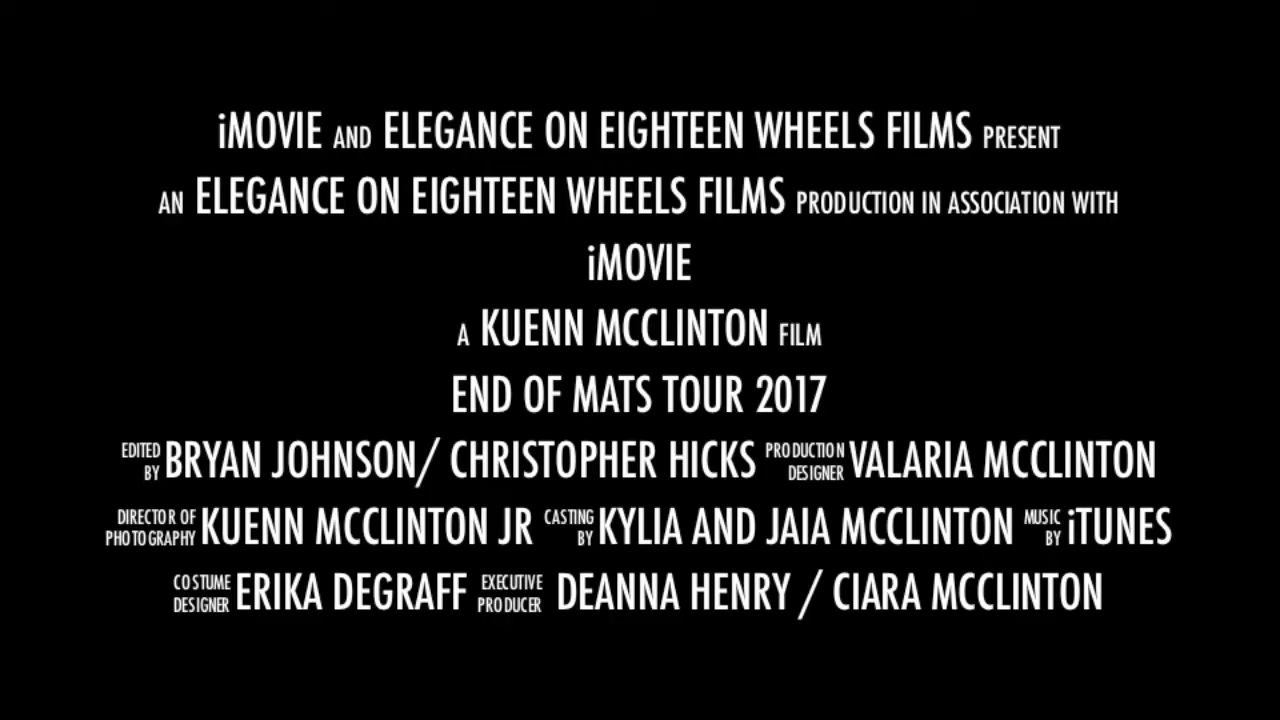 iMOVIE AND ELEGANCE ON EIGHTEEN WHEELS FILMS PRESENT
AN ELEGANCE ON EIGHTEEN WHEELS FILMS PRODUCTION IN ASSOCIATION WITH
iMOVIE
A KUENN MCCLINTON FILM
END OF MATS TOUR 2017
EDITED BY BRYAN JOHNSON/ CHRISTOPHER HICKS PRODUCTION DESIGNER VALARIA MCCLINTON
DIRECTOR OF PHOTOGRAPHY KUENN MCCLINTON JR CASTING BY KYLIA AND JAIA MCCLINTON MUSIC BY iTUNES
COSTUME DESIGNER ERIKA DEGRAFF EXECUTIVE PRODUCER DEANNA HENRY / CIARA MCCLINTON